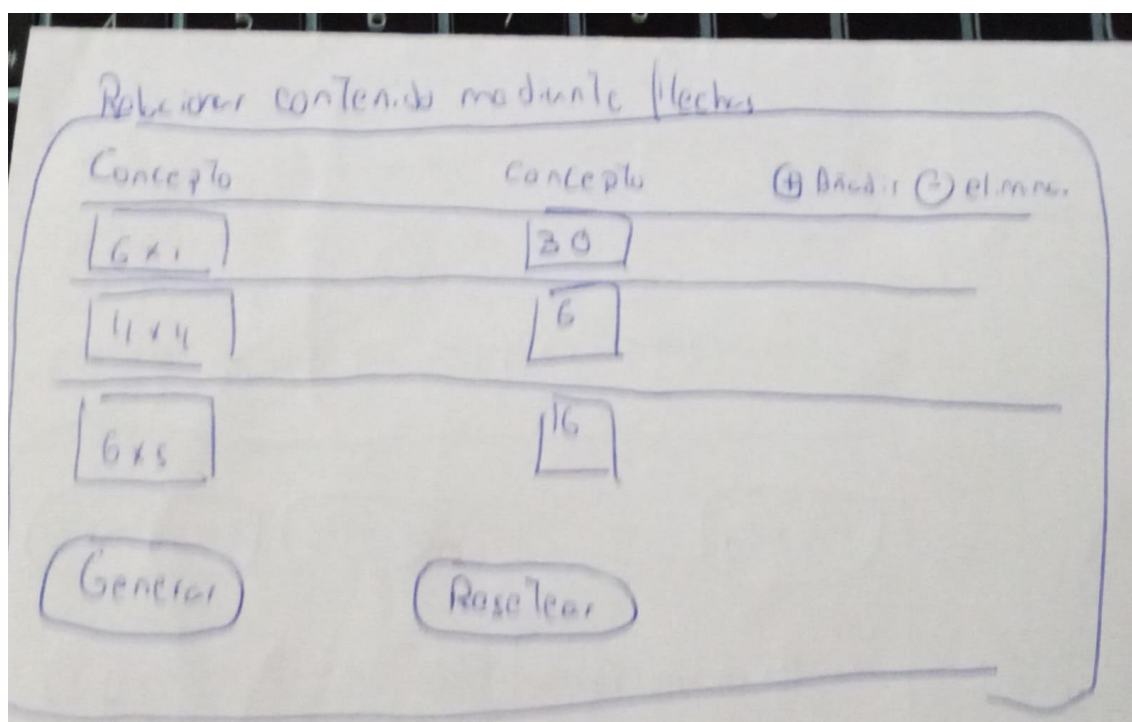 Relacionar contenido mediante flechas
Concepto Concepto + Añadir - eliminar
6 x 1 30
4 x 4 6
6 x 5 16
Generar Resetear